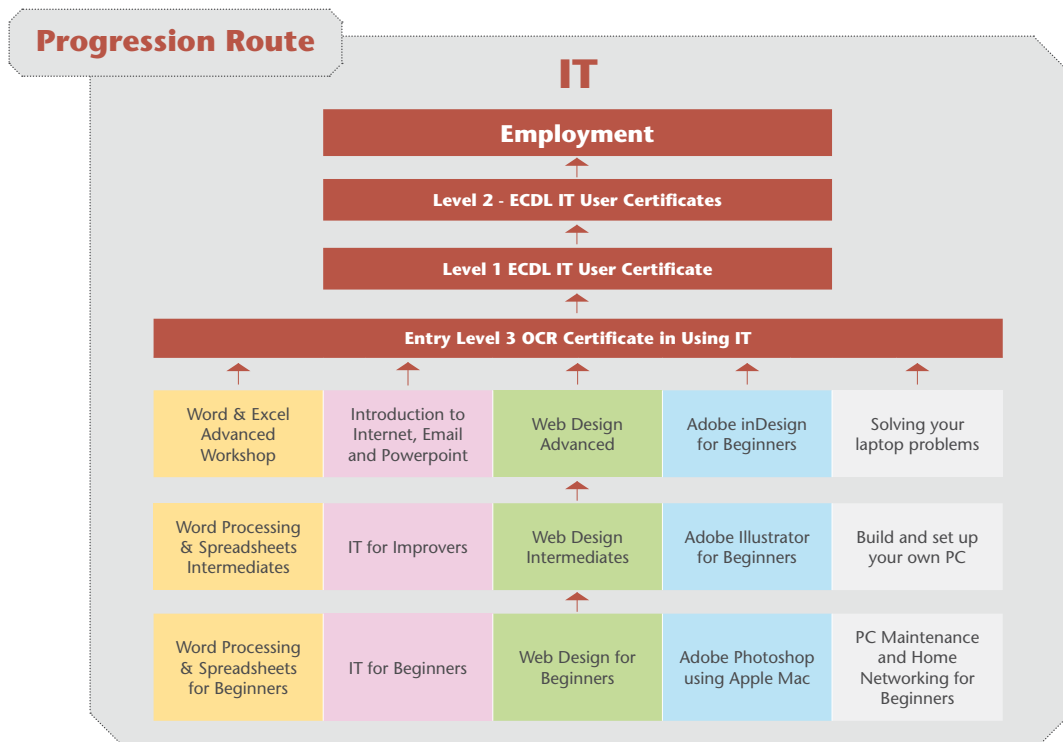 Progression Route
IT
Employment
Level 2 - ECDL IT User Certificates
Level 1 ECDL IT User Certificate
Entry Level 3 OCR Certificate in Using IT
Word & Excel
Advanced
Workshop
Introduction to
Internet, Email
and Powerpoint
Web Design
Advanced
Adobe inDesign
for Beginners
Solving your
laptop problems
Word Processing
& Spreadsheets
Intermediates
IT for Improvers
Web Design
Intermediates
Adobe Illustrator
for Beginners
Build and set up
your own PC
Word Processing
& Spreadsheets
for Beginners
IT for Beginners
Web Design for
Beginners
Adobe Photoshop
using Apple Mac
PC Maintenance
and Home
Networking for
Beginners